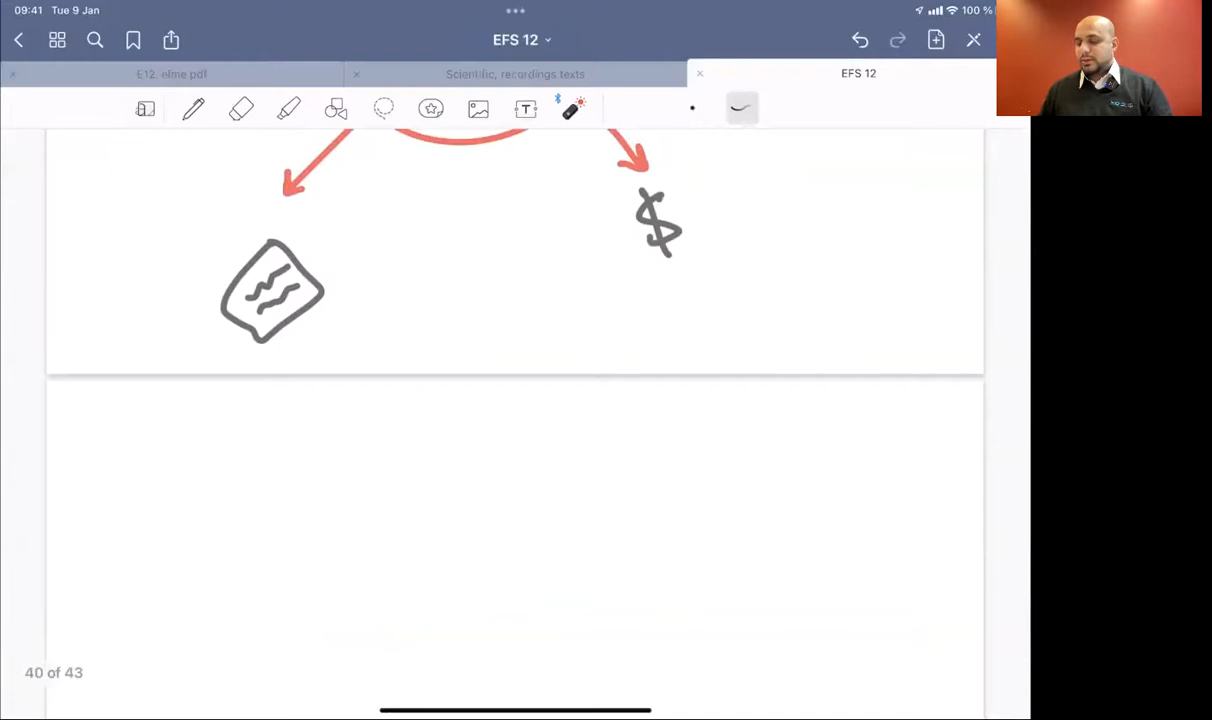 09:41 Tue 9 Jan
100 %
EFS 12
E12. elme pdf
Scientific, recordings texts
EFS 12
T
$
40 of 43